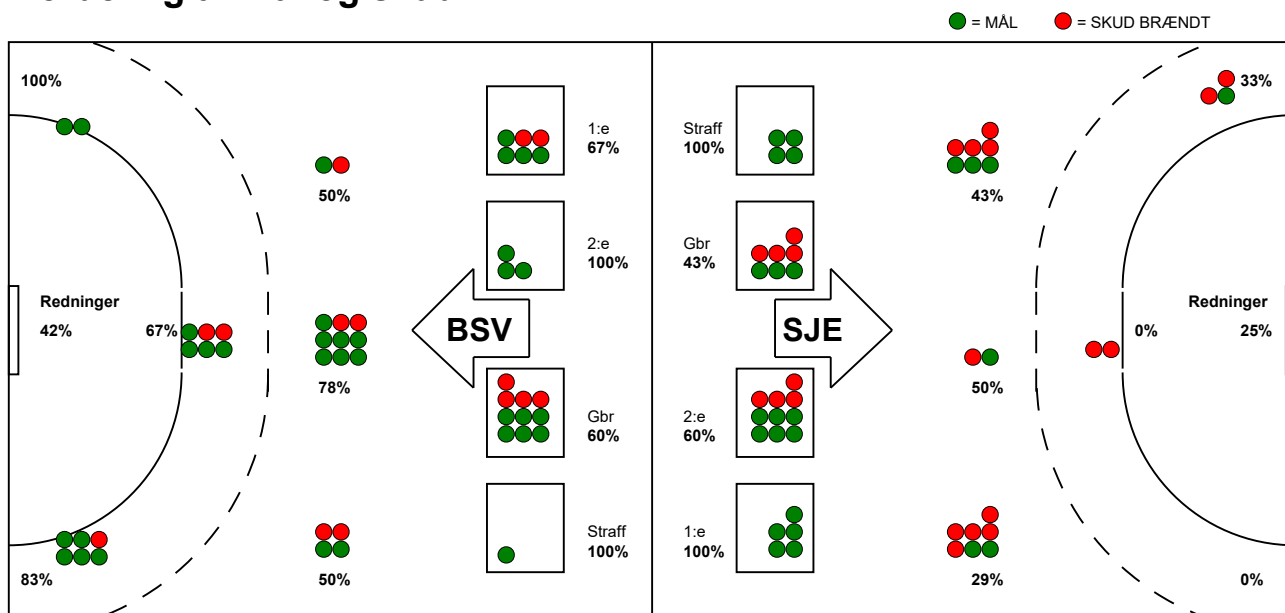 = MÅL
= SKUD BRÆNDT
100%
33%
1:e
67%
Straff
100%
50%
43%
2:e
100%
Gbr
43%
Redninger
42%
67%
BSV
SJE
0%
Redninger
25%
78%
50%
Gbr
60%
2:e
60%
Straff
100%
1:e
100%
83%
50%
29%
0%